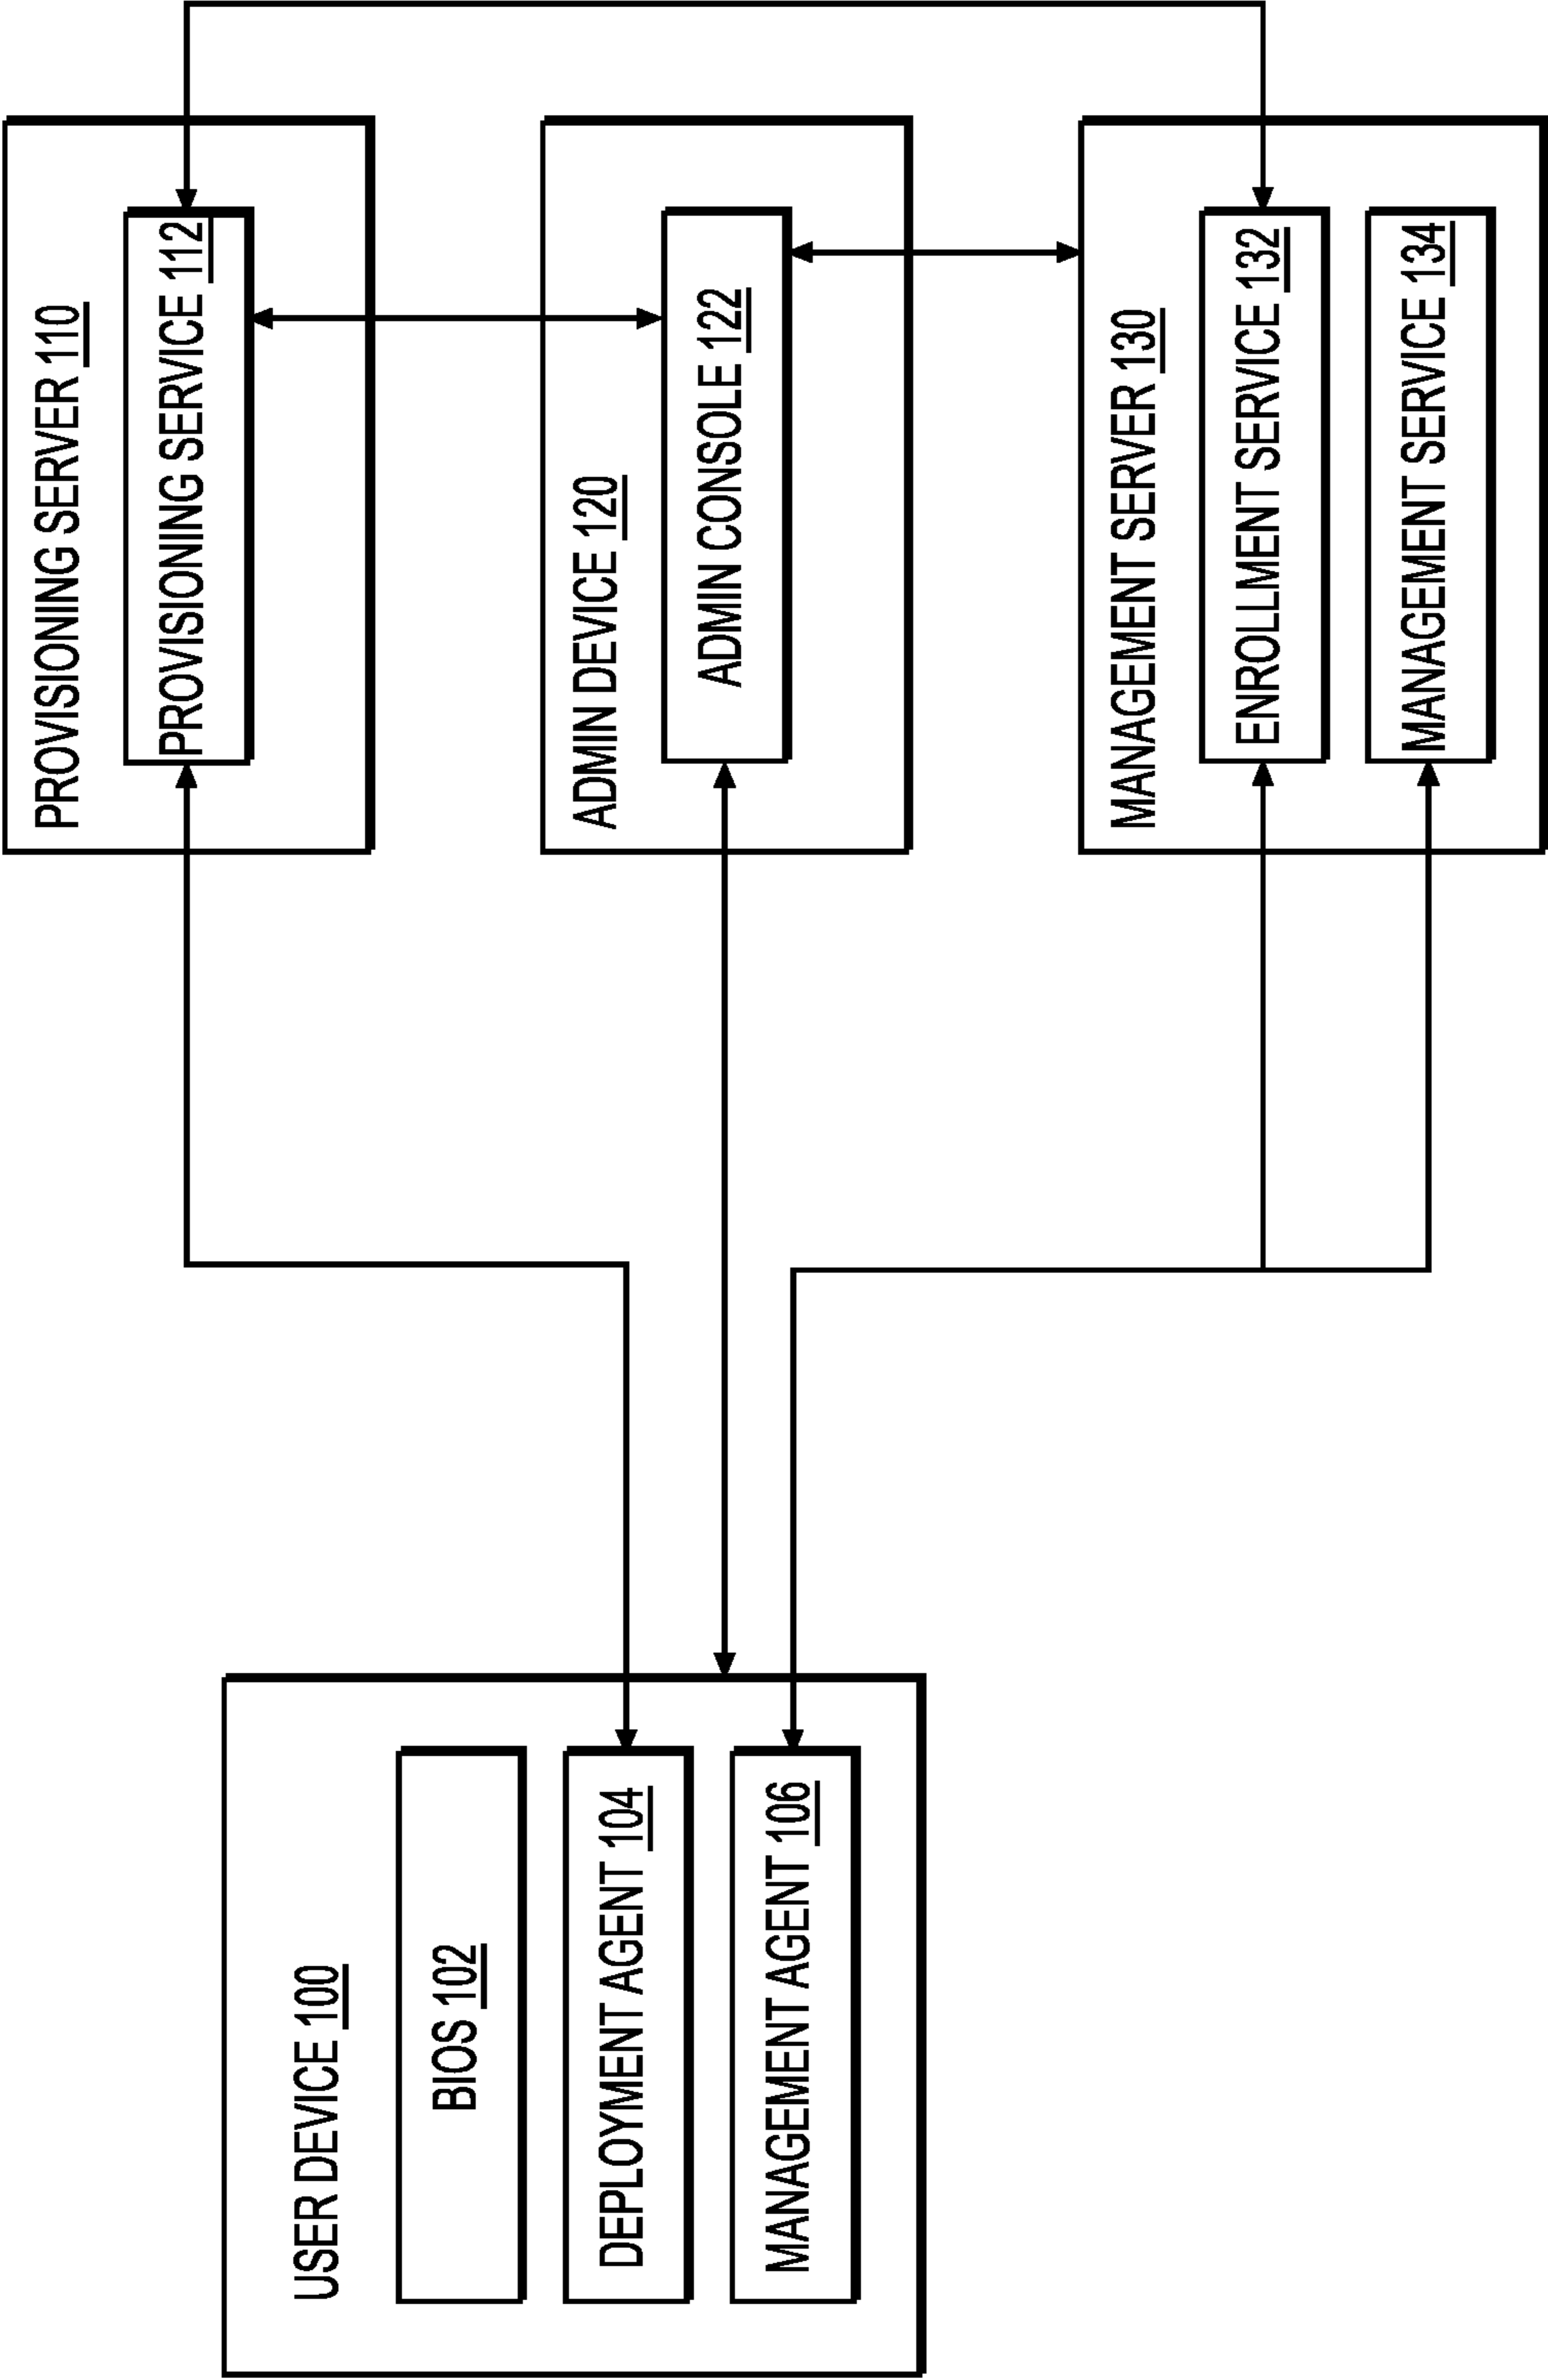 USER DEVICE 100
BIOS 102
DEPLOYMENT AGENT 104
MANAGEMENT AGENT 106
PROVISIONING SERVER 110
PROVISIONING SERVICE 112
ADMIN DEVICE 120
ADMIN CONSOLE 122
MANAGEMENT SERVER 130
ENROLLMENT SERVICE 132
MANAGEMENT SERVICE 134